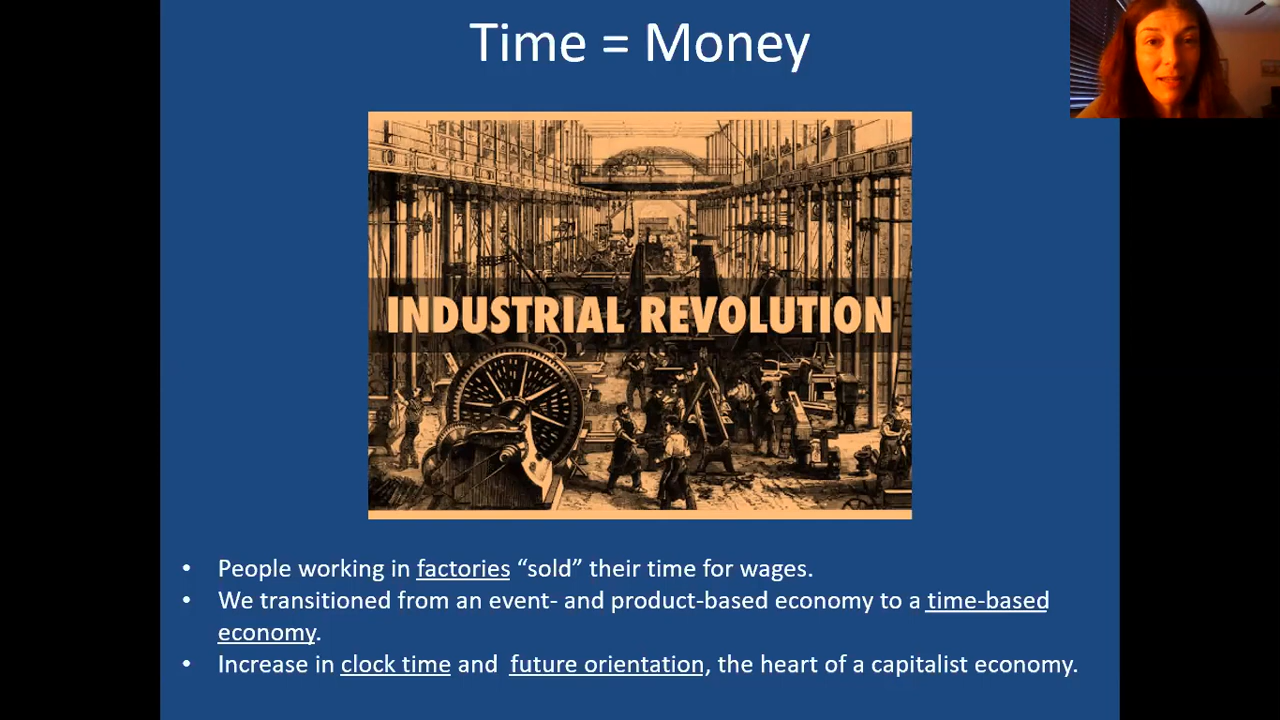 Time = Money
INDUSTRIAL REVOLUTION
• People working in factories “sold” their time for wages.
• We transitioned from an event- and product-based economy to a time-based
economy.
• Increase in clock time and future orientation, the heart of a capitalist economy.